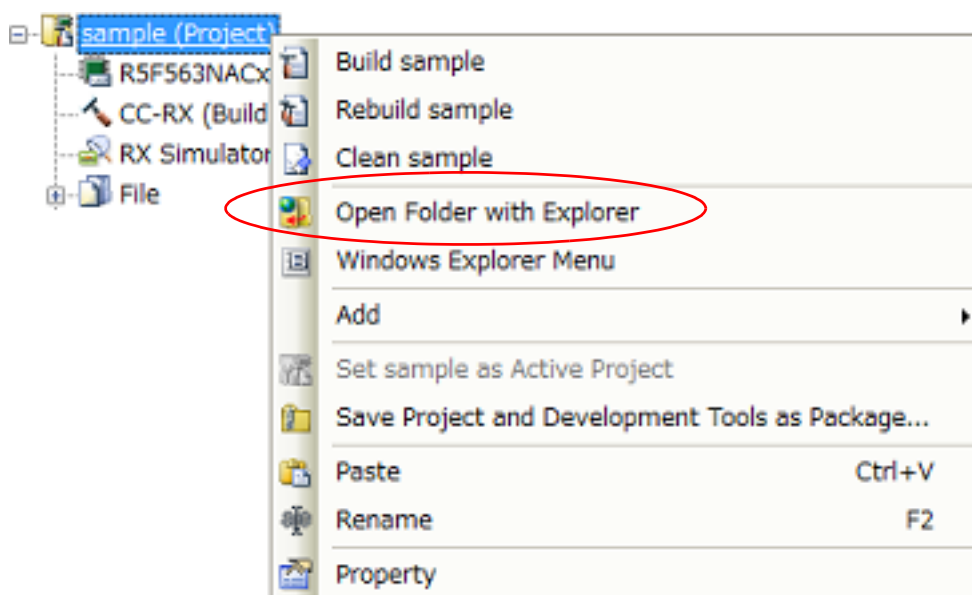 sample (Project)
R5F563NACx
CC-RX (Build
RX Simulator
File
Build sample
Rebuild sample
Clean sample
Open Folder with Explorer
Windows Explorer Menu
Add
Set sample as Active Project
Save Project and Development Tools as Package...
Paste Ctrl+V
Rename F2
Property